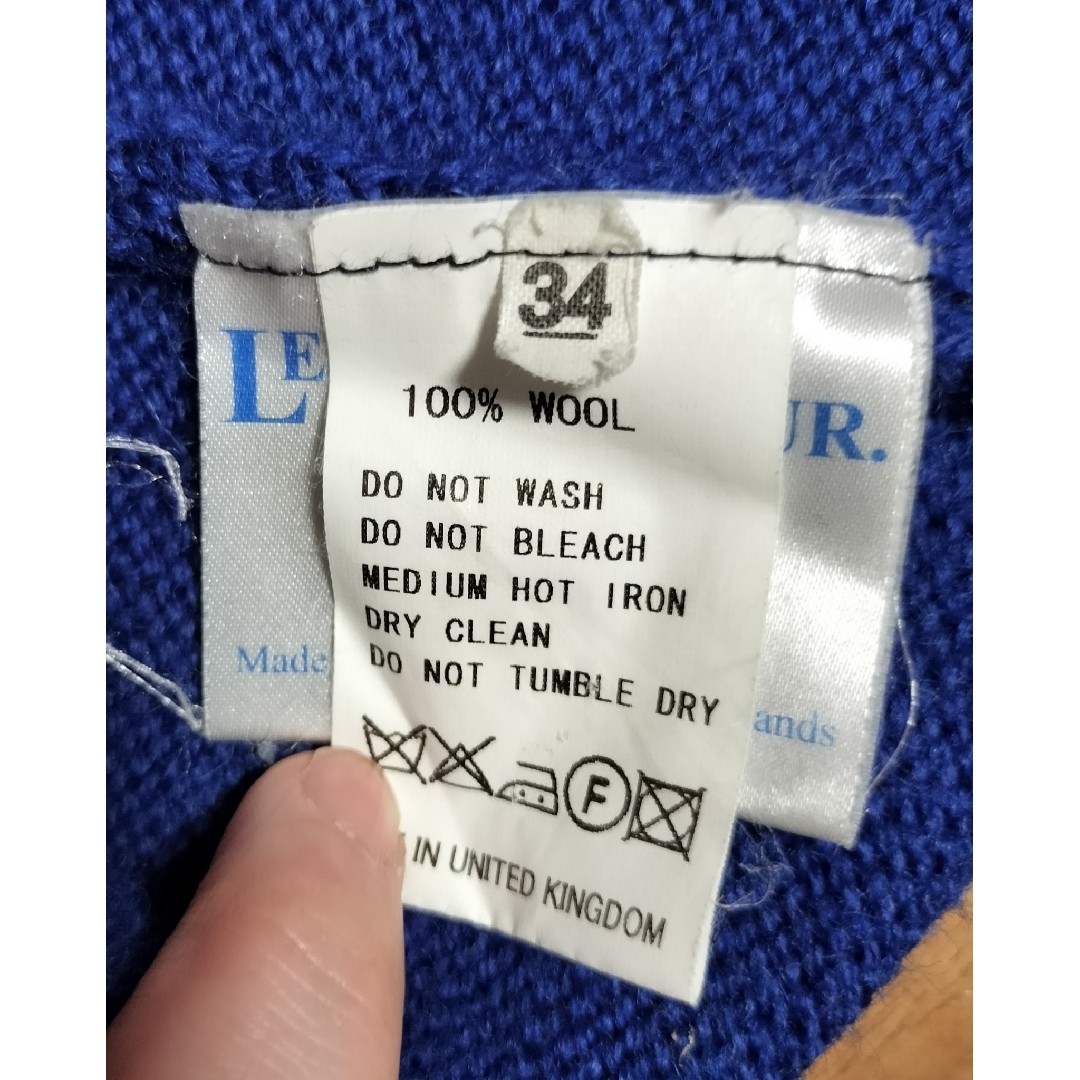 34
LE
UR.
100% WOOL
DO NOT WASH
DO NOT BLEACH
MEDIUM HOT IRON
DRY CLEAN
DO NOT TUMBLE DRY
Made
ands
F
IN UNITED KINGDOM